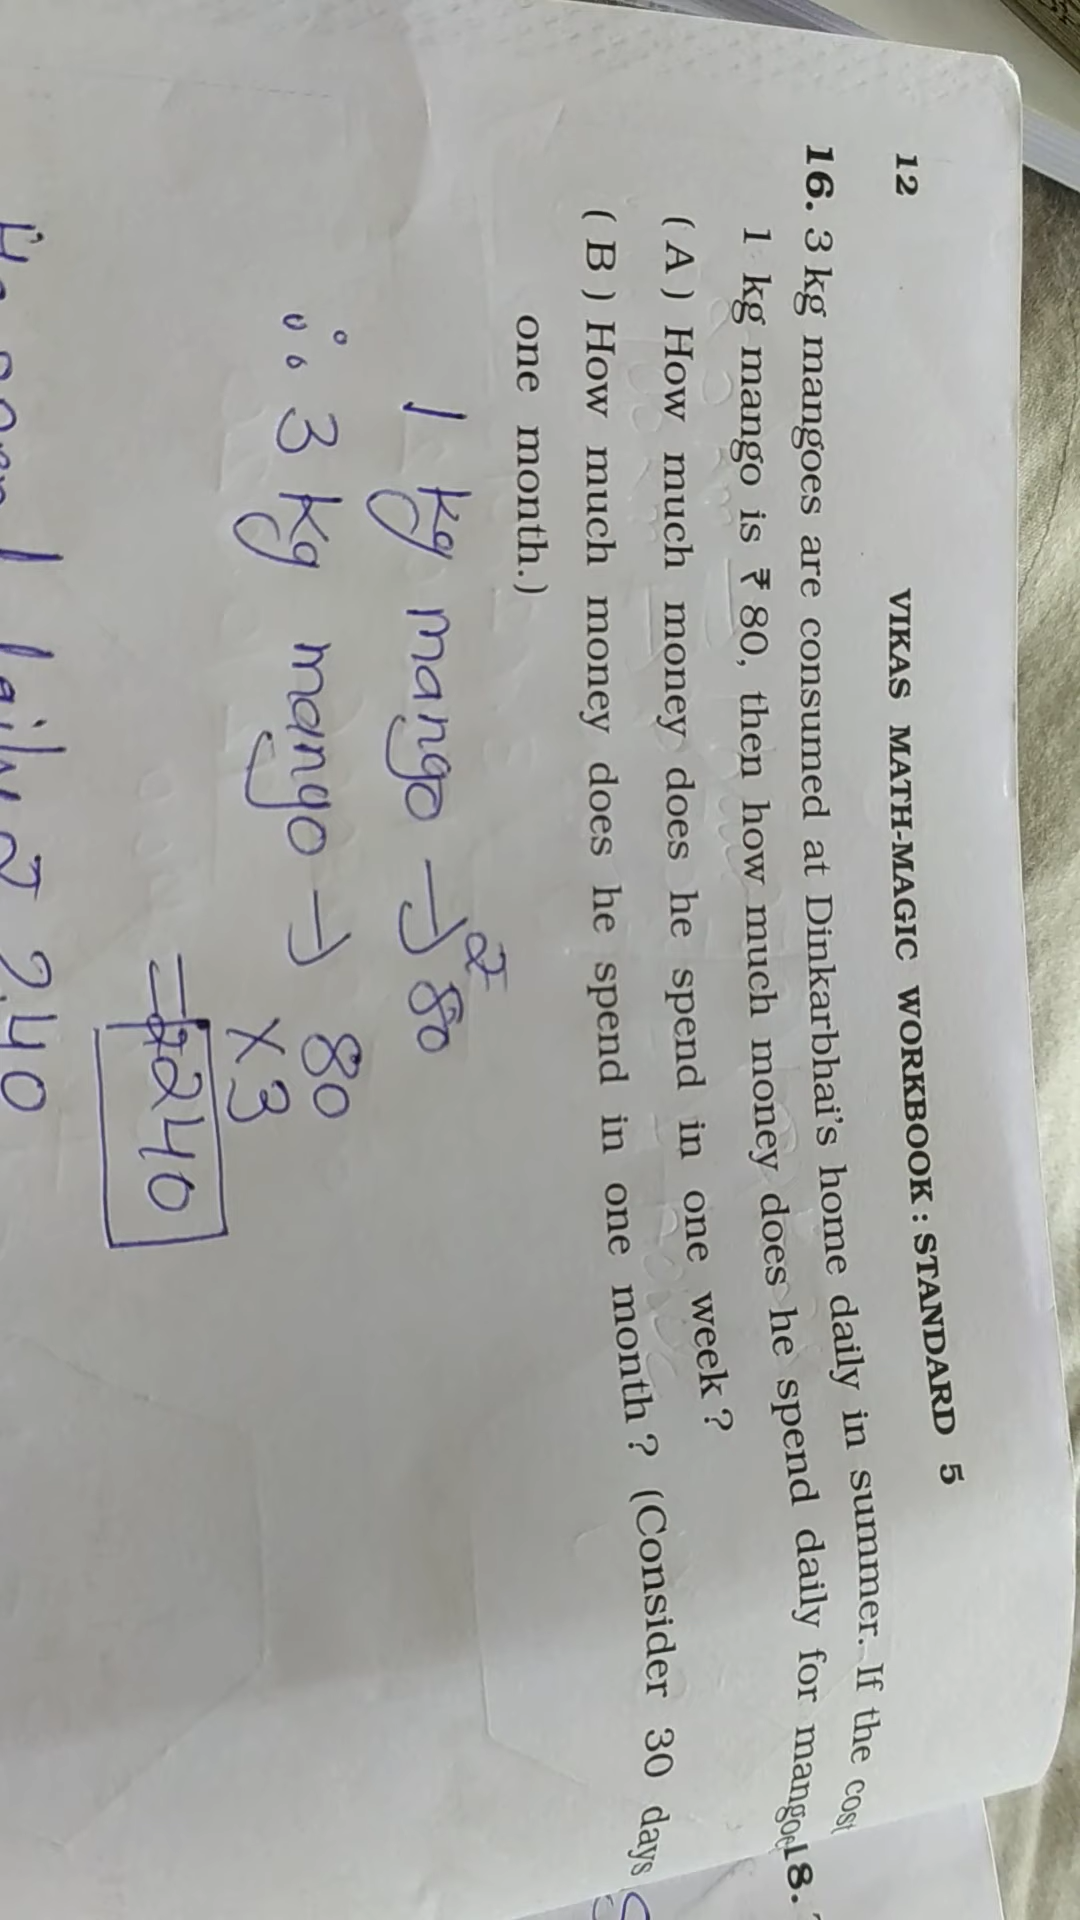 12
VIKAS MATH-MAGIC WORKBOOK : STANDARD 5
16. 3 kg mangoes are consumed at Dinkarbhai's home daily in summer. If the cost
1 kg mango is ₹ 80, then how much money does he spend daily for mangoe
(A) How much money does he spend in one week ?
(B) How much money does he spend in one month ? (Consider 30 days
one month.)
18.
1 kg mango → ₹ 80
∴ 3 kg mango → 80
× 3
= ₹ 240
daily ₹ 240